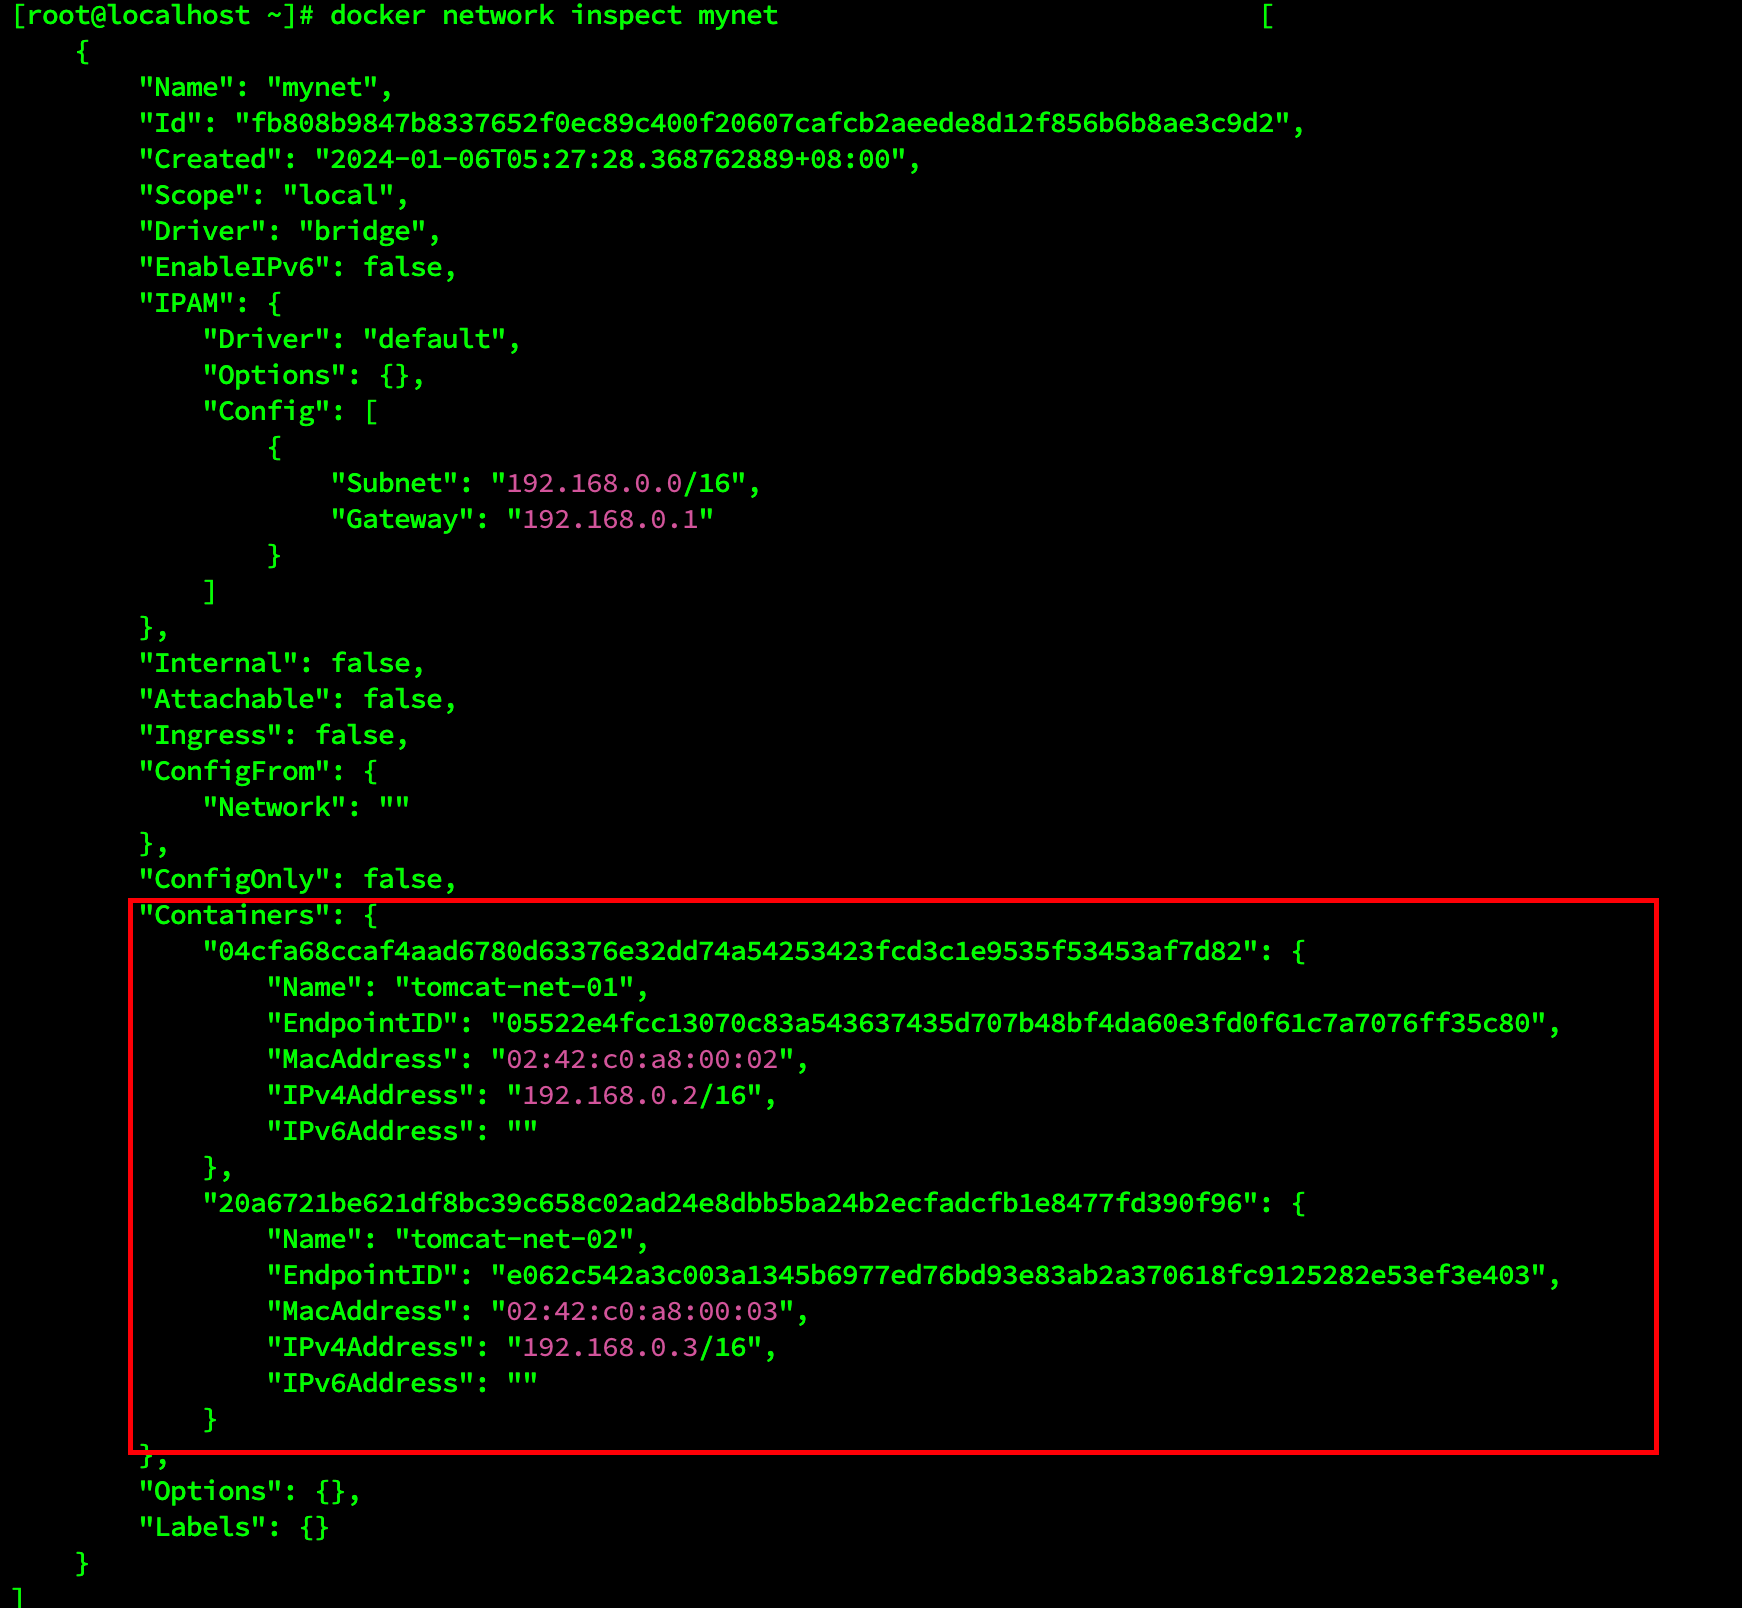 [root@localhost ~]# docker network inspect mynet [
    {
        "Name": "mynet",
        "Id": "fb808b9847b8337652f0ec89c400f20607cafcb2aeede8d12f856b6b8ae3c9d2",
        "Created": "2024-01-06T05:27:28.368762889+08:00",
        "Scope": "local",
        "Driver": "bridge",
        "EnableIPv6": false,
        "IPAM": {
            "Driver": "default",
            "Options": {},
            "Config": [
                {
                    "Subnet": "192.168.0.0/16",
                    "Gateway": "192.168.0.1"
                }
            ]
        },
        "Internal": false,
        "Attachable": false,
        "Ingress": false,
        "ConfigFrom": {
            "Network": ""
        },
        "ConfigOnly": false,
        "Containers": {
            "04cfa68ccaf4aad6780d63376e32dd74a54253423fcd3c1e9535f53453af7d82": {
                "Name": "tomcat-net-01",
                "EndpointID": "05522e4fcc13070c83a543637435d707b48bf4da60e3fd0f61c7a7076ff35c80",
                "MacAddress": "02:42:c0:a8:00:02",
                "IPv4Address": "192.168.0.2/16",
                "IPv6Address": ""
            },
            "20a6721be621df8bc39c658c02ad24e8dbb5ba24b2ecfadcfb1e8477fd390f96": {
                "Name": "tomcat-net-02",
                "EndpointID": "e062c542a3c003a1345b6977ed76bd93e83ab2a370618fc9125282e53ef3e403",
                "MacAddress": "02:42:c0:a8:00:03",
                "IPv4Address": "192.168.0.3/16",
                "IPv6Address": ""
            }
        },
        "Options": {},
        "Labels": {}
    }
]